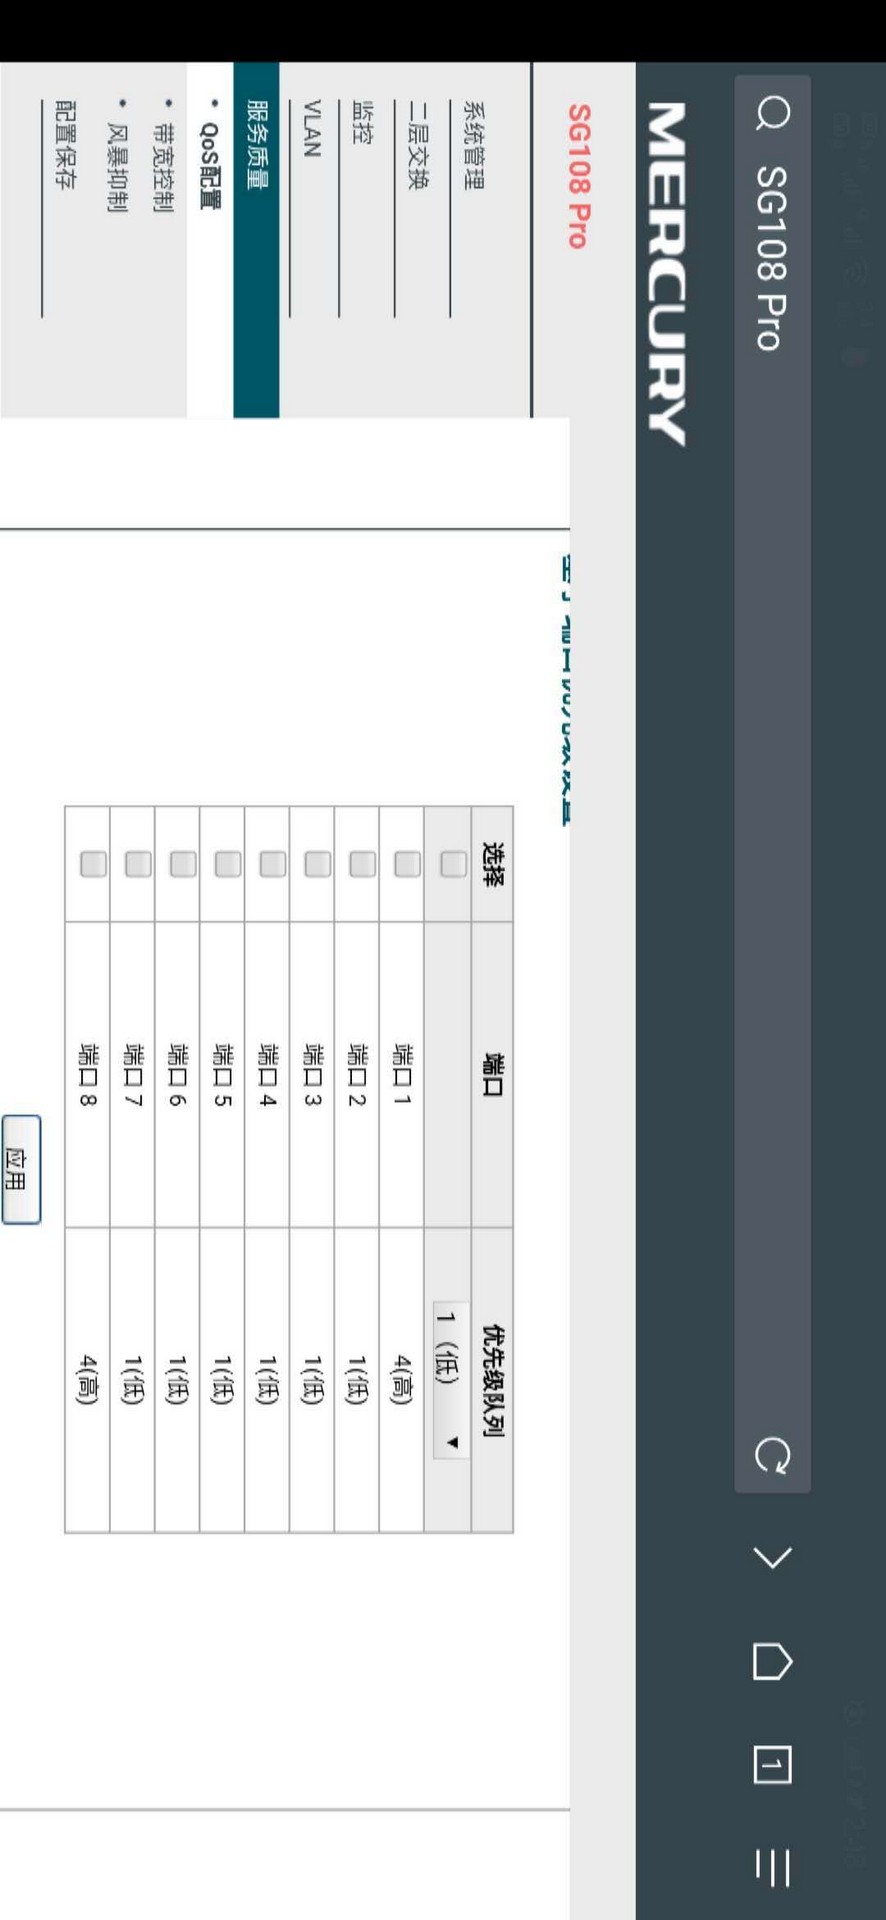 SG108 Pro
MERCURY
SG108 Pro
系统管理
二层交换
监控
VLAN
服务质量
• QoS配置
• 带宽控制
• 风暴抑制
配置保存
选择 端口 优先级队列
1（低） ▼
端口 1 4(高)
端口 2 1(低)
端口 3 1(低)
端口 4 1(低)
端口 5 1(低)
端口 6 1(低)
端口 7 1(低)
端口 8 4(高)
应用
1